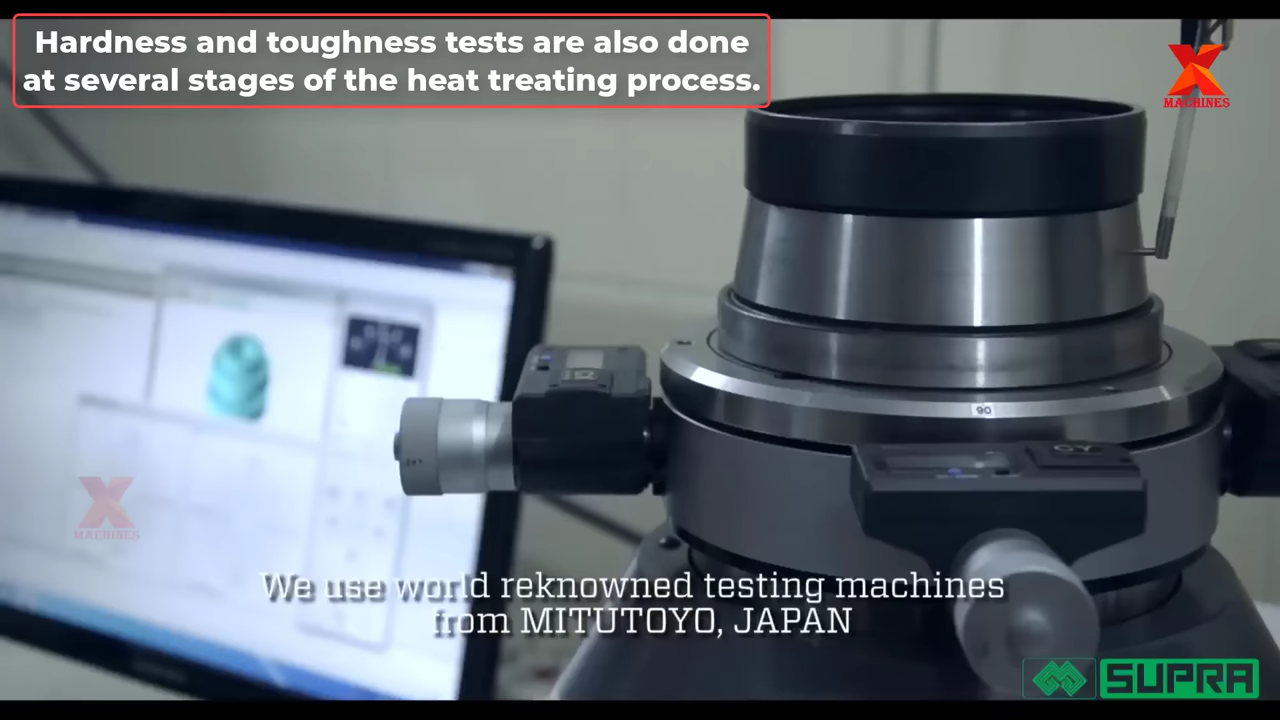 Hardness and toughness tests are also done
at several stages of the heat treating process.
X
MACHINES
90
X
MACHINES
We use world reknowned testing machines
from MITUTOYO, JAPAN
SUPRA